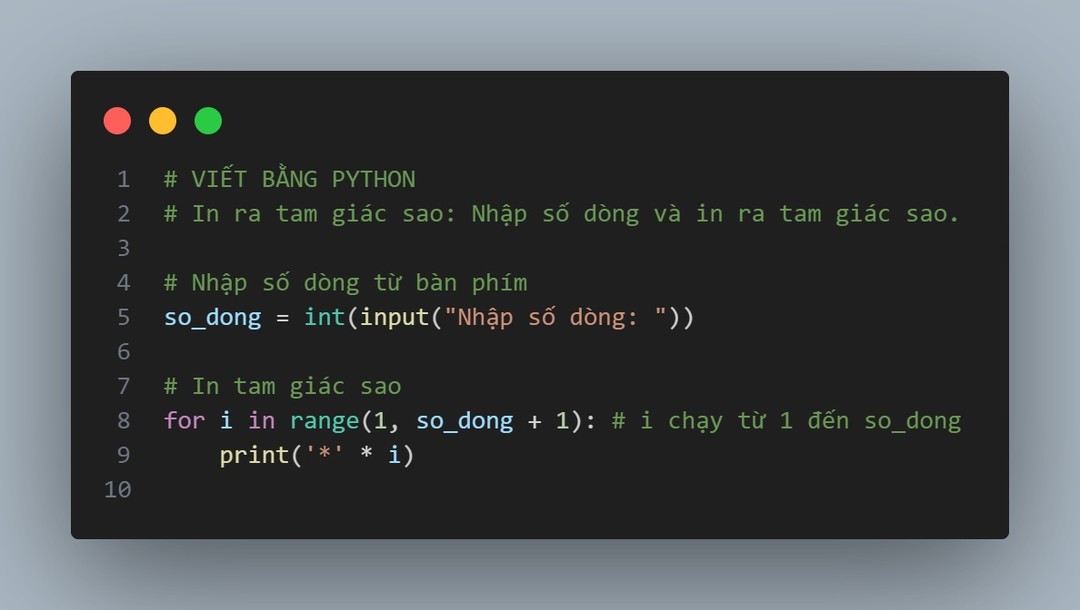 1 # VIẾT BẰNG PYTHON
2 # In ra tam giác sao: Nhập số dòng và in ra tam giác sao.
3
4 # Nhập số dòng từ bàn phím
5 so_dong = int(input("Nhập số dòng: "))
6
7 # In tam giác sao
8 for i in range(1, so_dong + 1): # i chạy từ 1 đến so_dong
9     print('*' * i)
10